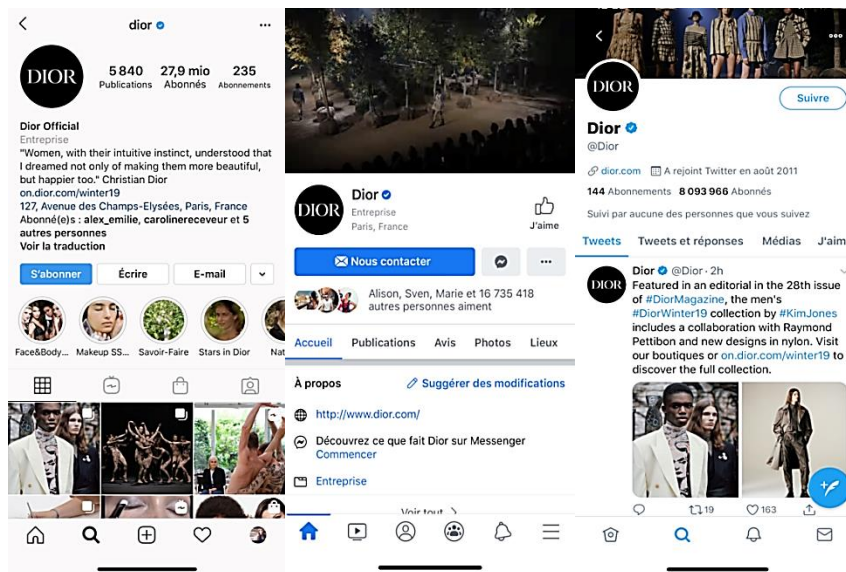 dior
DIOR
5 840 27,9 mio 235
Publications Abonnés Abonnements
Dior Official
Entreprise
"Women, with their intuitive instinct, understood that
I dreamed not only of making them more beautiful,
but happier too." Christian Dior
on.dior.com/winter19
127, Avenue des Champs-Elysées, Paris, France
Abonné(e)s : alex_emilie, carolinereceveur et 5
autres personnes
Voir la traduction
S'abonner Écrire E-mail
Face&Body... Makeup SS... Savoir-Faire Stars in Dior Nat
DIOR
Dior
Entreprise
Paris, France
J'aime
Nous contacter
Alison, Sven, Marie et 16 735 418
autres personnes aiment
Accueil Publications Avis Photos Lieux
À propos Suggérer des modifications
http://www.dior.com/
Découvrez ce que fait Dior sur Messenger
Commencer
Entreprise
Voir tout
DIOR
Suivre
Dior
@Dior
dior.com A rejoint Twitter en août 2011
144 Abonnements 8 093 966 Abonnés
Suivi par aucune des personnes que vous suivez
Tweets Tweets et réponses Médias J'aim
DIOR
Dior @Dior · 2h
Featured in an editorial in the 28th issue
of #DiorMagazine, the men's
#DiorWinter19 collection by #KimJones
includes a collaboration with Raymond
Pettibon and new designs in nylon. Visit
our boutiques or on.dior.com/winter19 to
discover the full collection.
19 163